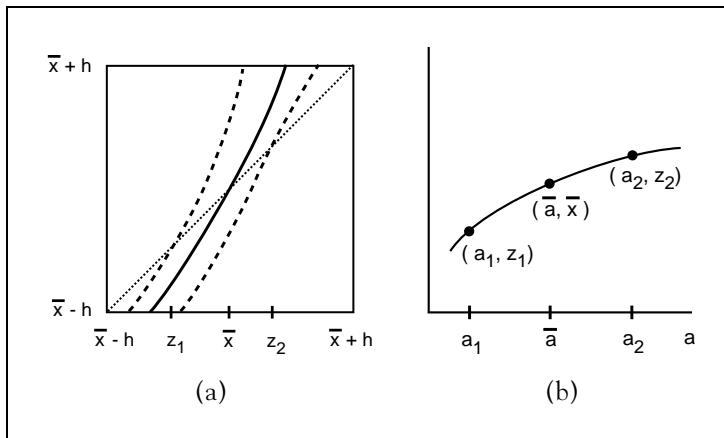 x̅ + h
x̅ - h
x̅ - h z₁ x̅ z₂ x̅ + h
(a)
(a₂, z₂)
(a̅, x̅)
(a₁, z₁)
a₁ a̅ a₂ a
(b)